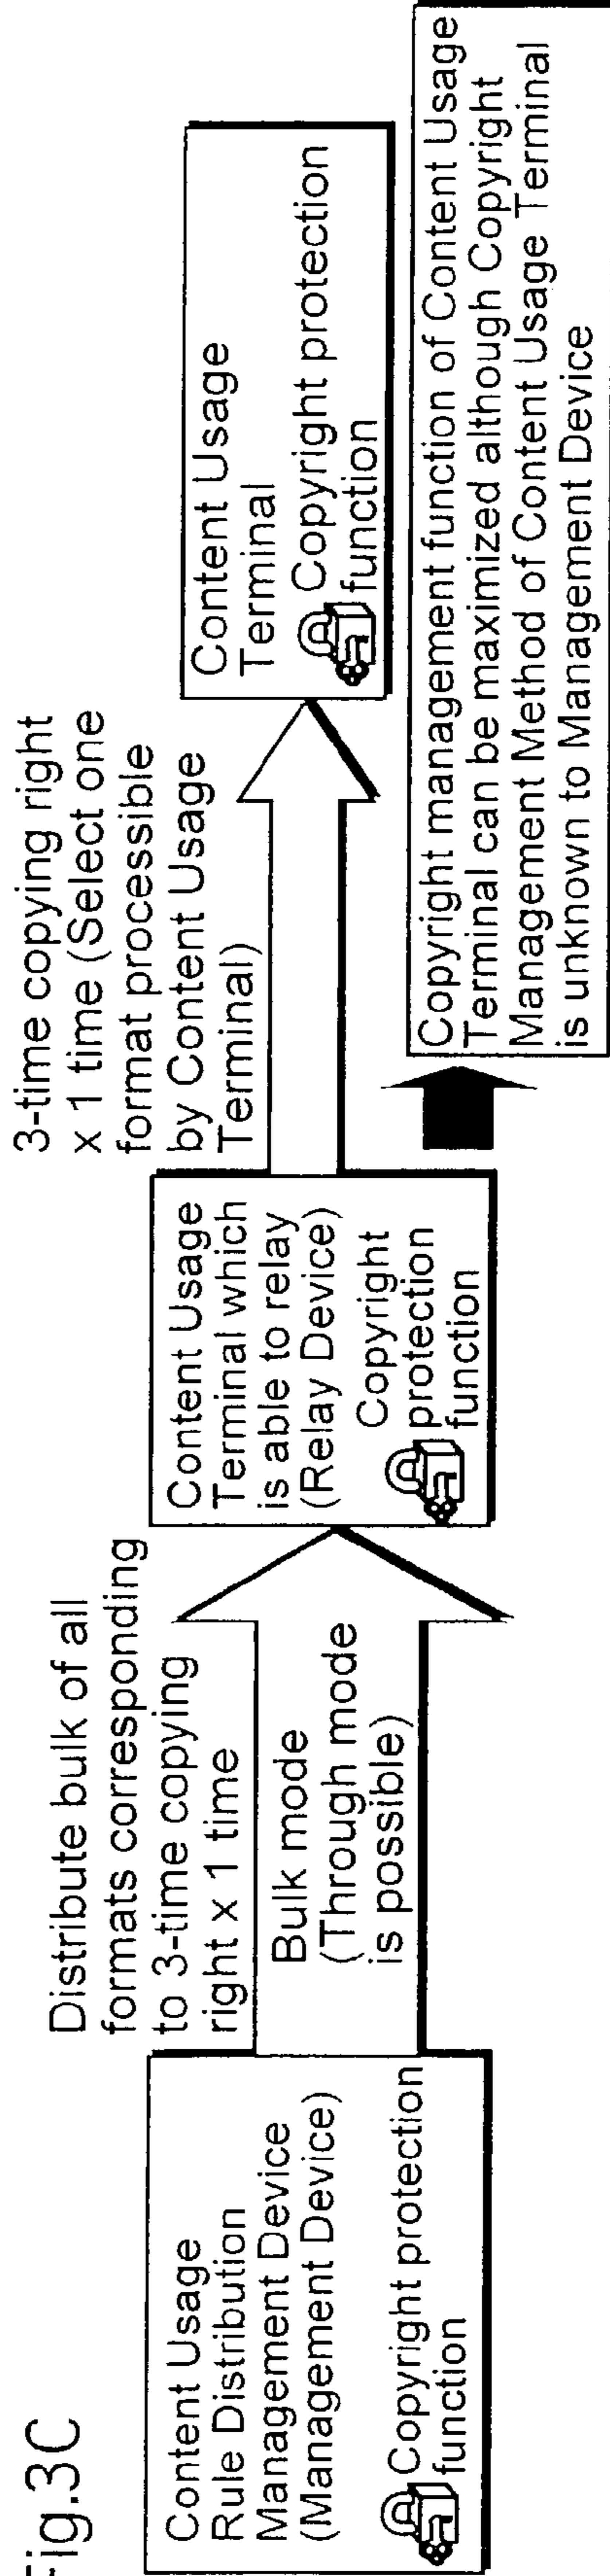 Fig.3C
Content Usage
Rule Distribution
Management Device
(Management Device)
Copyright protection
function
Distribute bulk of all
formats corresponding
to 3-time copying
right x 1 time
Bulk mode
(Through mode
is possible)
Content Usage
Terminal which
is able to relay
(Relay Device)
Copyright
protection
function
3-time copying right
x 1 time (Select one
format processible
by Content Usage
Terminal)
Content Usage
Terminal
Copyright protection
function
Copyright management function of Content Usage
Terminal can be maximized although Copyright
Management Method of Content Usage Terminal
is unknown to Management Device